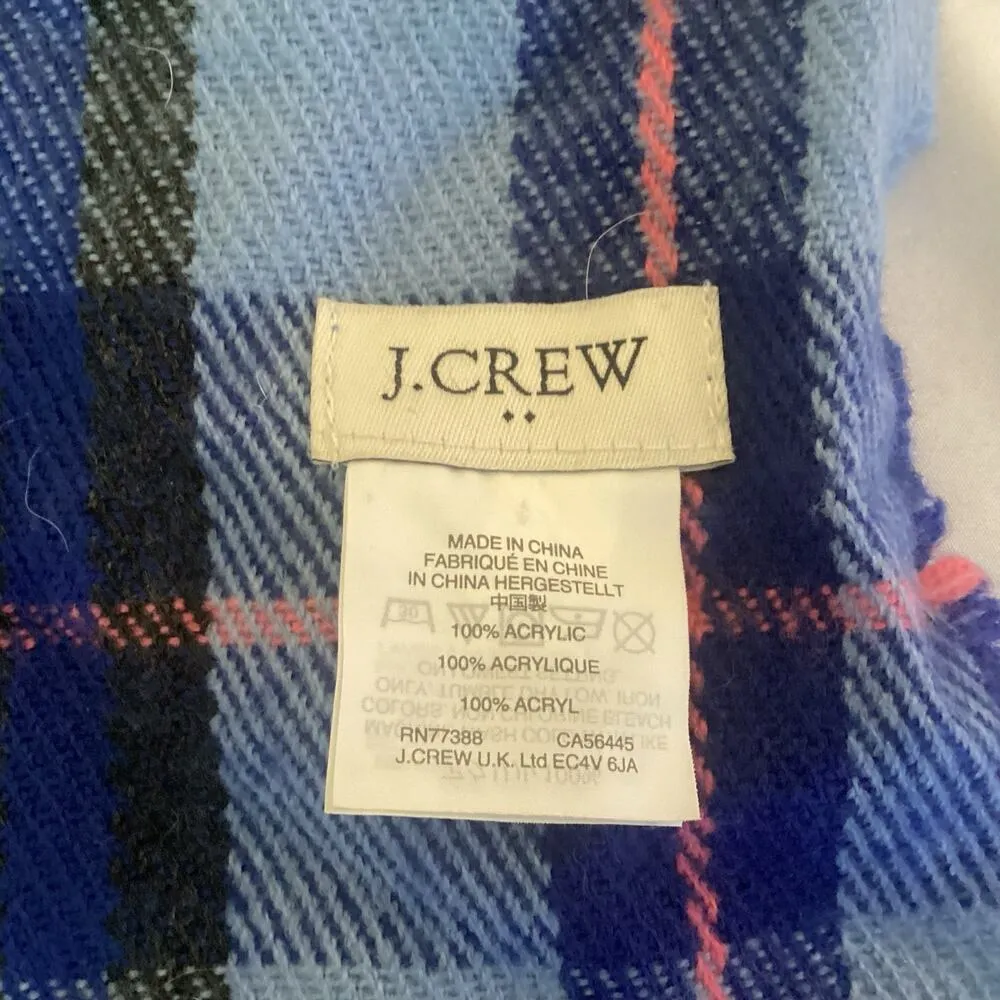 J.CREW
MADE IN CHINA
FABRIQUÉ EN CHINE
IN CHINA HERGESTELLT
中国製
30
100% ACRYLIC
100% ACRYLIQUE
100% ACRYL
RN77388 CA56445
J.CREW U.K. Ltd EC4V 6JA